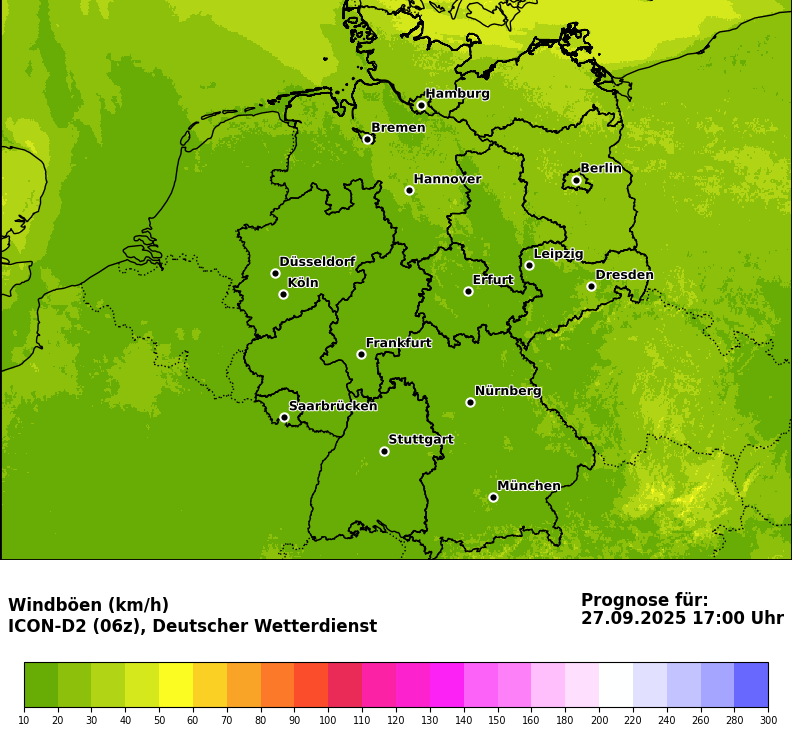 Hamburg
Bremen
Berlin
Hannover
Leipzig
Düsseldorf
Dresden
Köln
Erfurt
Frankfurt
Nürnberg
Saarbrücken
Stuttgart
München
Windböen (km/h)
ICON-D2 (06z), Deutscher Wetterdienst
Prognose für:
27.09.2025 17:00 Uhr
10 20 30 40 50 60 70 80 90 100 110 120 130 140 150 160 180 200 220 240 260 280 300